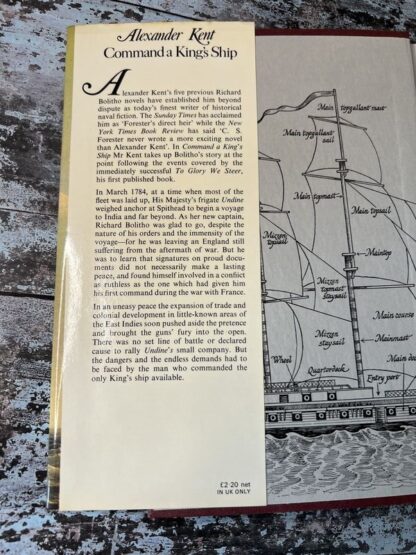 Alexander Kent
Command a King's Ship
Alexander Kent's five previous Richard
Bolitho novels have established him beyond
dispute as today's finest writer of historical
naval fiction. The Sunday Times has acclaimed
him as 'Forester's direct heir' while the New
York Times Book Review has said 'C. S.
Forester never wrote a more exciting novel
than Alexander Kent'. In Command a King's
Ship Mr Kent takes up Bolitho's story at the
point following the events covered by the
immediately successful To Glory We Steer,
his first published book.
In March 1784, at a time when most of the
fleet was laid up, His Majesty's frigate Undine
weighed anchor at Spithead to begin a voyage
to India and far beyond. As her new captain,
Richard Bolitho was glad to go, despite the
nature of his orders and the immensity of the
voyage—for he was leaving an England still
suffering from the aftermath of war. But he
was to learn that signatures on proud docu-
ments did not necessarily make a lasting
peace, and found himself involved in a conflict
as ruthless as the one which had given him
his first command during the war with France.
In an uneasy peace the expansion of trade and
colonial development in little-known areas of
the East Indies soon pushed aside the pretence
and brought the guns' fury into the open.
There was no set line of battle or declared
cause to rally Undine's small company. But
the dangers and the endless demands had to
be faced by the man who commanded the
only King's ship available.
£2·20 net
IN UK ONLY
Main topgallant mast
Main topgallant
sail
Main topmast
Main topsail
Mizzen
topsail
Maintop
Mizzen
topmast
staysail
Main course
Mizzen
staysail
Mainmast
Wheel
Main dec
Quarterdeck
Entry port